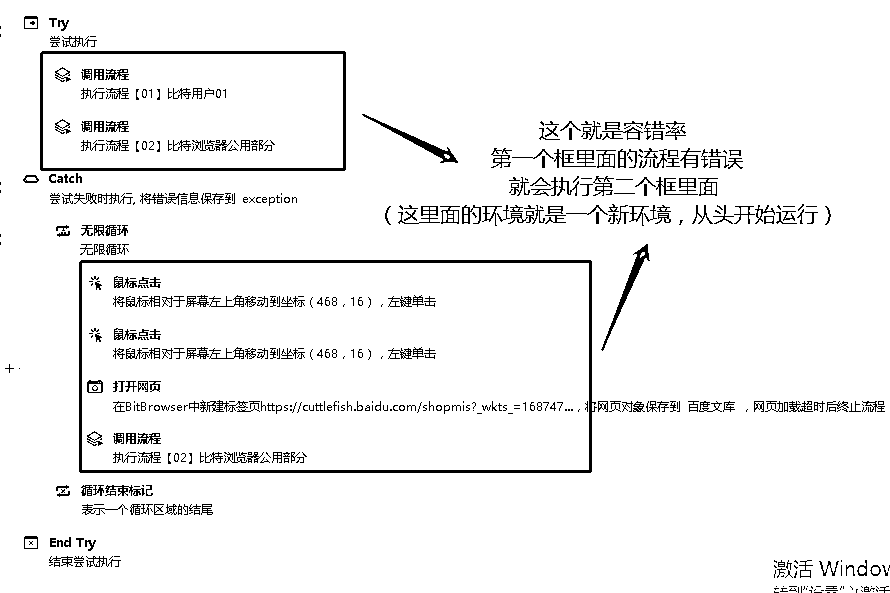 Try
尝试执行
调用流程
执行流程【01】比特用户01
调用流程
执行流程【02】比特浏览器公用部分
这个就是容错率
第一个框里面的流程有错误
就会执行第二个框里面
（这里面的环境就是一个新环境，从头开始运行）
Catch
尝试失败时执行, 将错误信息保存到 exception
无限循环
无限循环
鼠标点击
将鼠标相对于屏幕左上角移动到坐标（468，16），左键单击
鼠标点击
将鼠标相对于屏幕左上角移动到坐标（468，16），左键单击
打开网页
在BitBrowser中新建标签页https://cuttlefish.baidu.com/shopmis?_wkts_=168747...，将网页对象保存到 百度文库 ，网页加载超时后终止流程
调用流程
执行流程【02】比特浏览器公用部分
循环结束标记
表示一个循环区域的结尾
End Try
结束尝试执行
激活 Window